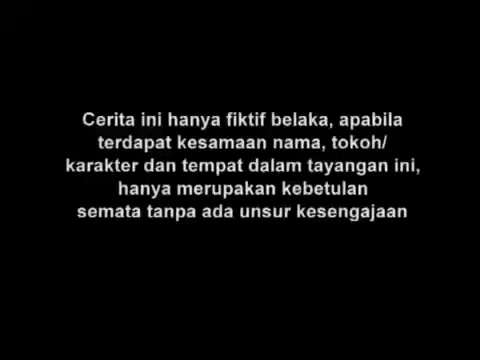 Cerita ini hanya fiktif belaka, apabila
terdapat kesamaan nama, tokoh/
karakter dan tempat dalam tayangan ini,
hanya merupakan kebetulan
semata tanpa ada unsur kesengajaan